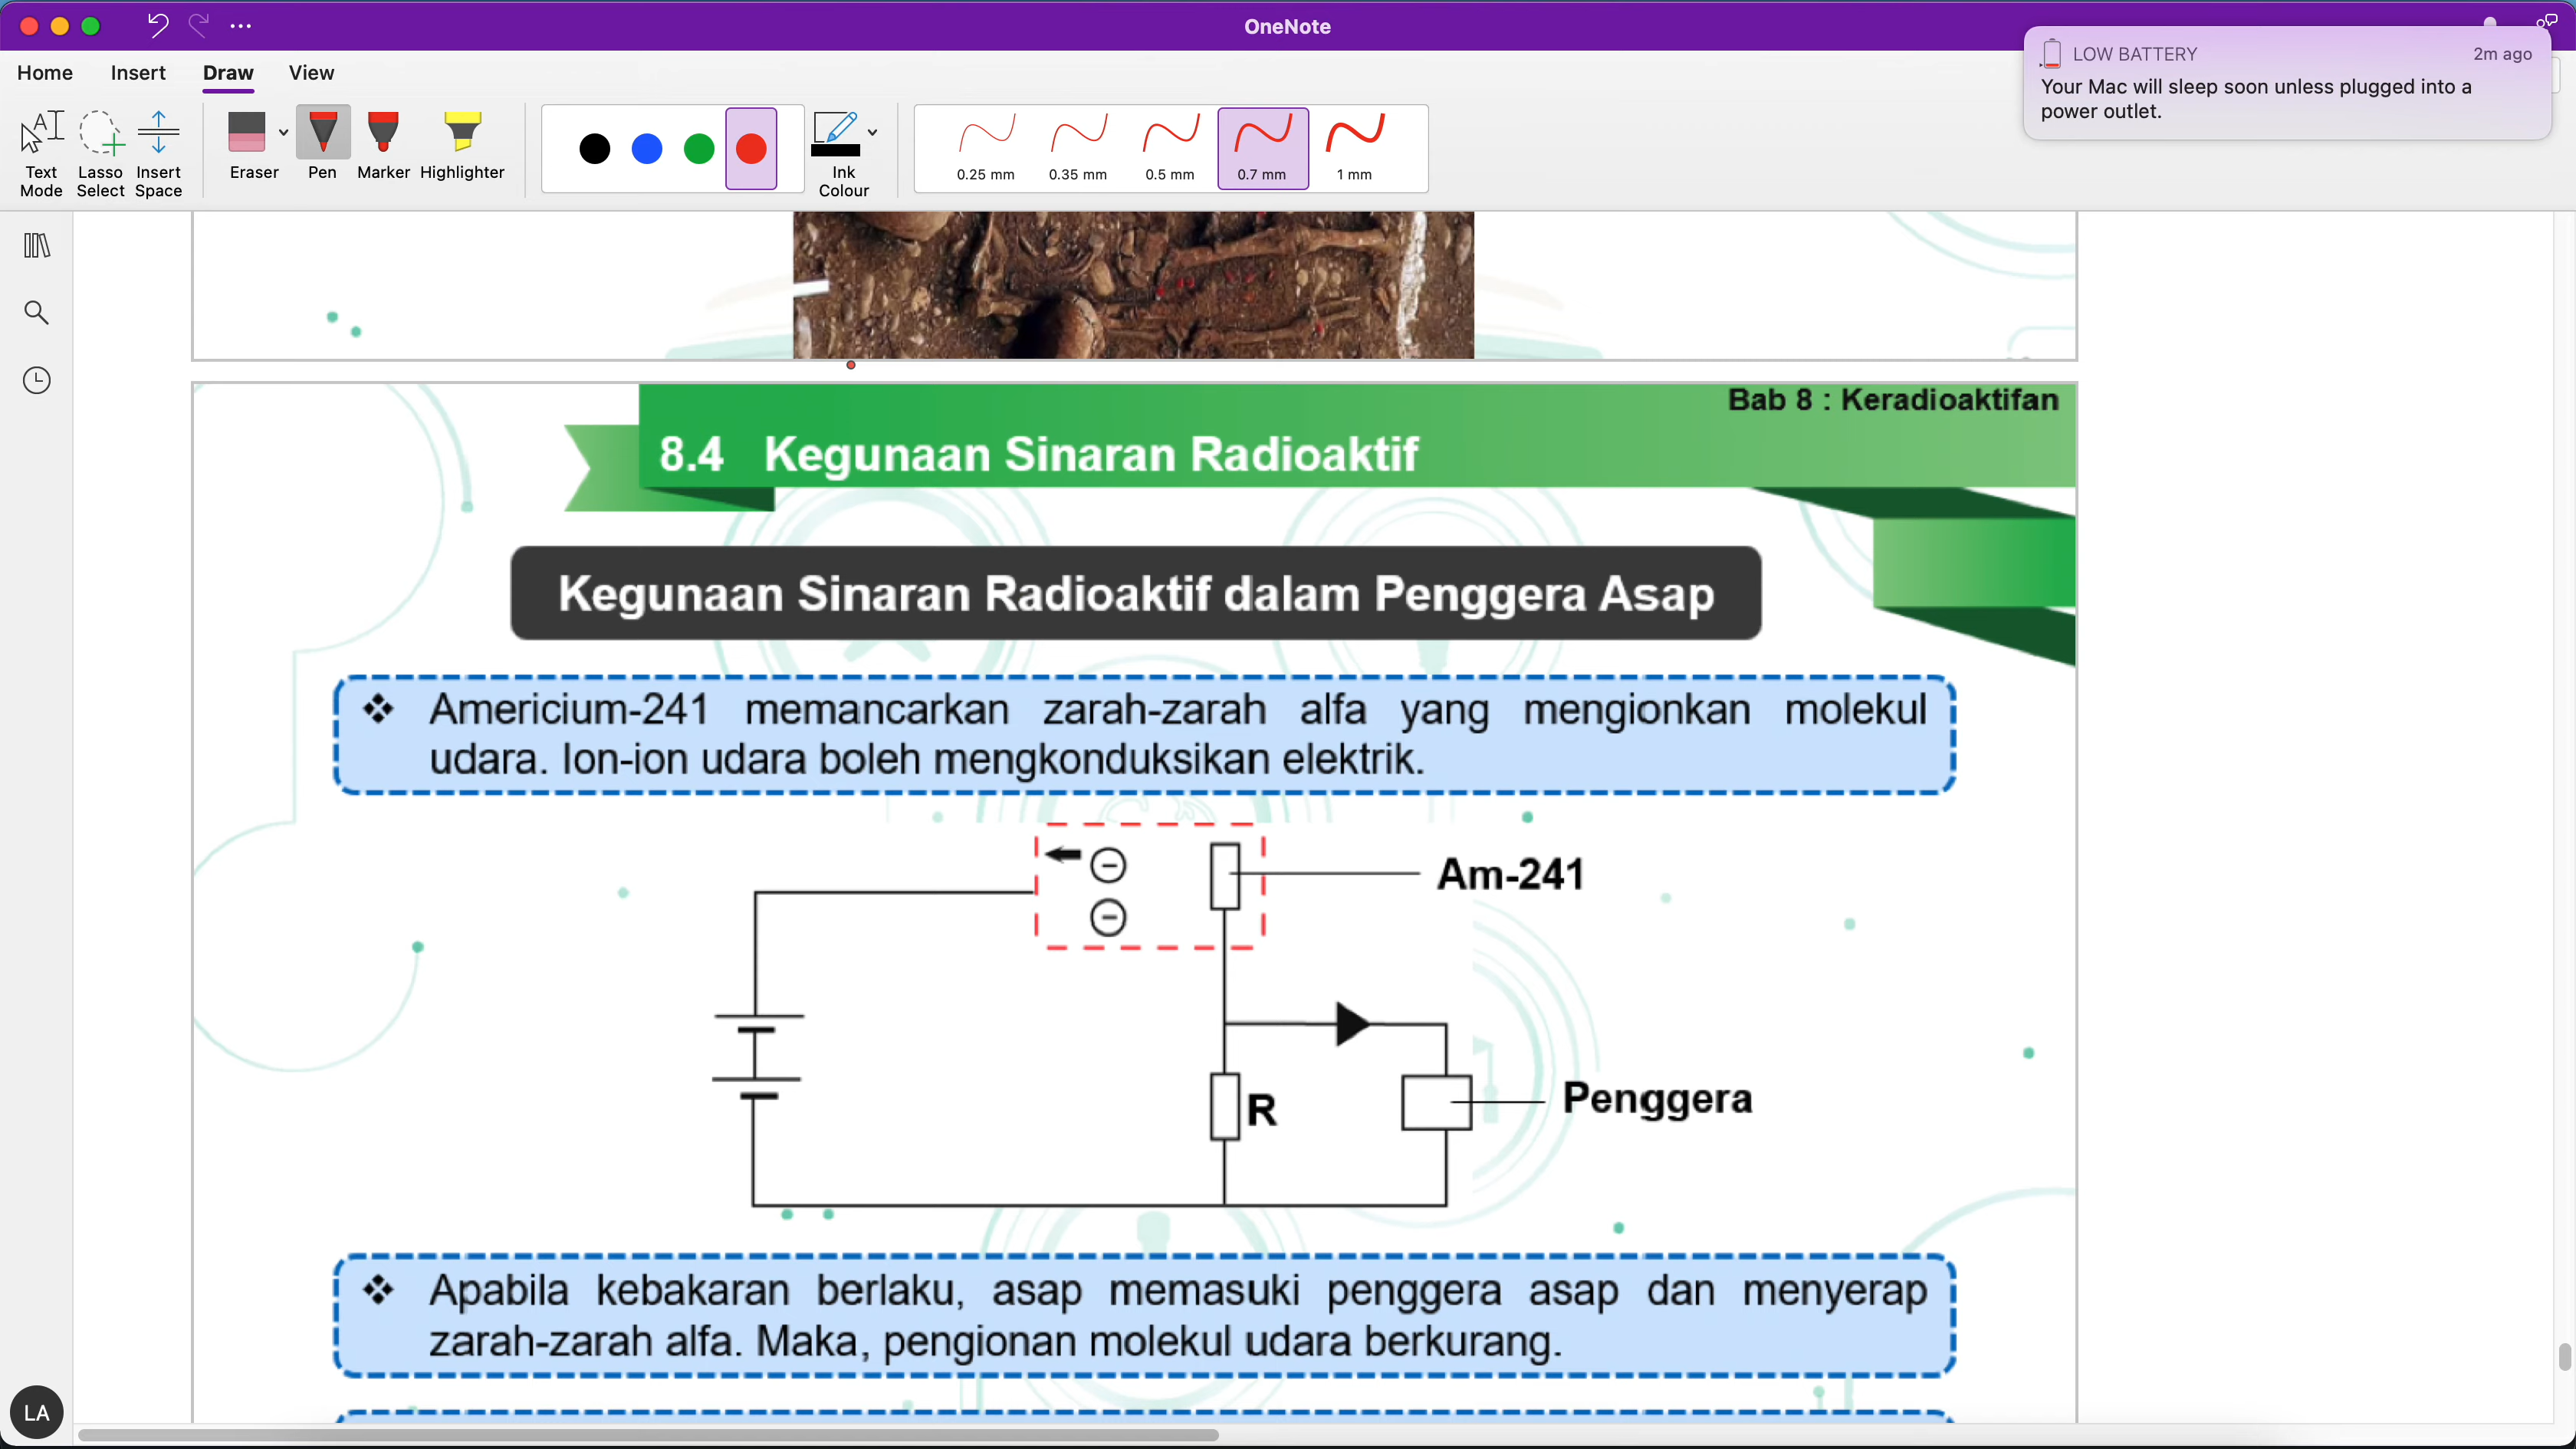 OneNote
LOW BATTERY 2m ago
Your Mac will sleep soon unless plugged into a
power outlet.
Home Insert Draw View
Text
Mode
Lasso
Select
Insert
Space
Eraser
Pen
Marker
Highlighter
Ink
Colour
0.25 mm
0.35 mm
0.5 mm
0.7 mm
1 mm
Bab 8 : Keradioaktifan
8.4 Kegunaan Sinaran Radioaktif
Kegunaan Sinaran Radioaktif dalam Penggera Asap
❖ Americium-241 memancarkan zarah-zarah alfa yang mengionkan molekul
udara. Ion-ion udara boleh mengkonduksikan elektrik.
Am-241
R
Penggera
❖ Apabila kebakaran berlaku, asap memasuki penggera asap dan menyerap
zarah-zarah alfa. Maka, pengionan molekul udara berkurang.
LA